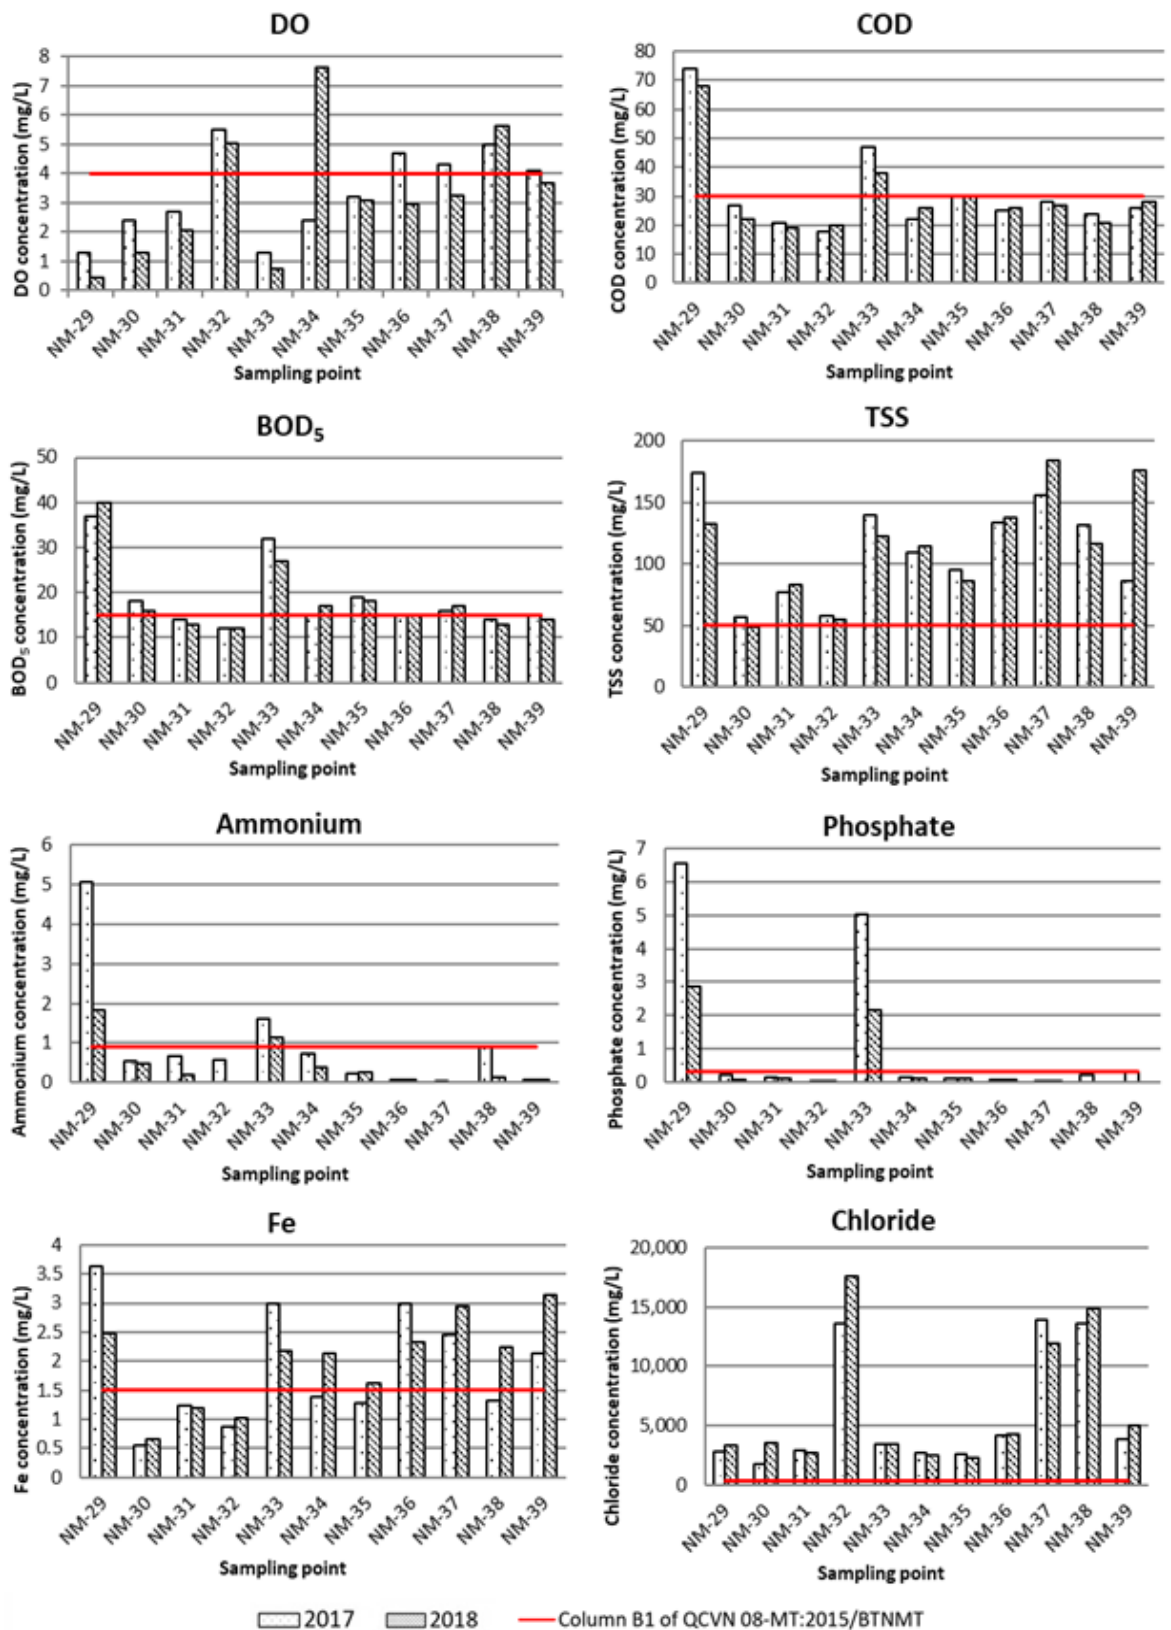 DO
DO concentration (mg/L)
8
7
6
5
4
3
2
1
0
NM-29 NM-30 NM-31 NM-32 NM-33 NM-34 NM-35 NM-36 NM-37 NM-38 NM-39
Sampling point
COD
COD concentration (mg/L)
80
70
60
50
40
30
20
10
0
NM-29 NM-30 NM-31 NM-32 NM-33 NM-34 NM-35 NM-36 NM-37 NM-38 NM-39
Sampling point
BOD₅
BOD₅ concentration (mg/L)
50
40
30
20
10
0
NM-29 NM-30 NM-31 NM-32 NM-33 NM-34 NM-35 NM-36 NM-37 NM-38 NM-39
Sampling point
TSS
TSS concentration (mg/L)
200
150
100
50
0
NM-29 NM-30 NM-31 NM-32 NM-33 NM-34 NM-35 NM-36 NM-37 NM-38 NM-39
Sampling point
Ammonium
Ammonium concentration (mg/L)
6
5
4
3
2
1
0
NM-29 NM-30 NM-31 NM-32 NM-33 NM-34 NM-35 NM-36 NM-37 NM-38 NM-39
Sampling point
Phosphate
Phosphate concentration (mg/L)
7
6
5
4
3
2
1
0
NM-29 NM-30 NM-31 NM-32 NM-33 NM-34 NM-35 NM-36 NM-37 NM-38 NM-39
Sampling point
Fe
Fe concentration (mg/L)
4
3.5
3
2.5
2
1.5
1
0.5
0
NM-29 NM-30 NM-31 NM-32 NM-33 NM-34 NM-35 NM-36 NM-37 NM-38 NM-39
Sampling point
Chloride
Chloride concentration (mg/L)
20,000
15,000
10,000
5,000
0
NM-29 NM-30 NM-31 NM-32 NM-33 NM-34 NM-35 NM-36 NM-37 NM-38 NM-39
Sampling point
2017 2018 Column B1 of QCVN 08-MT:2015/BTNMT